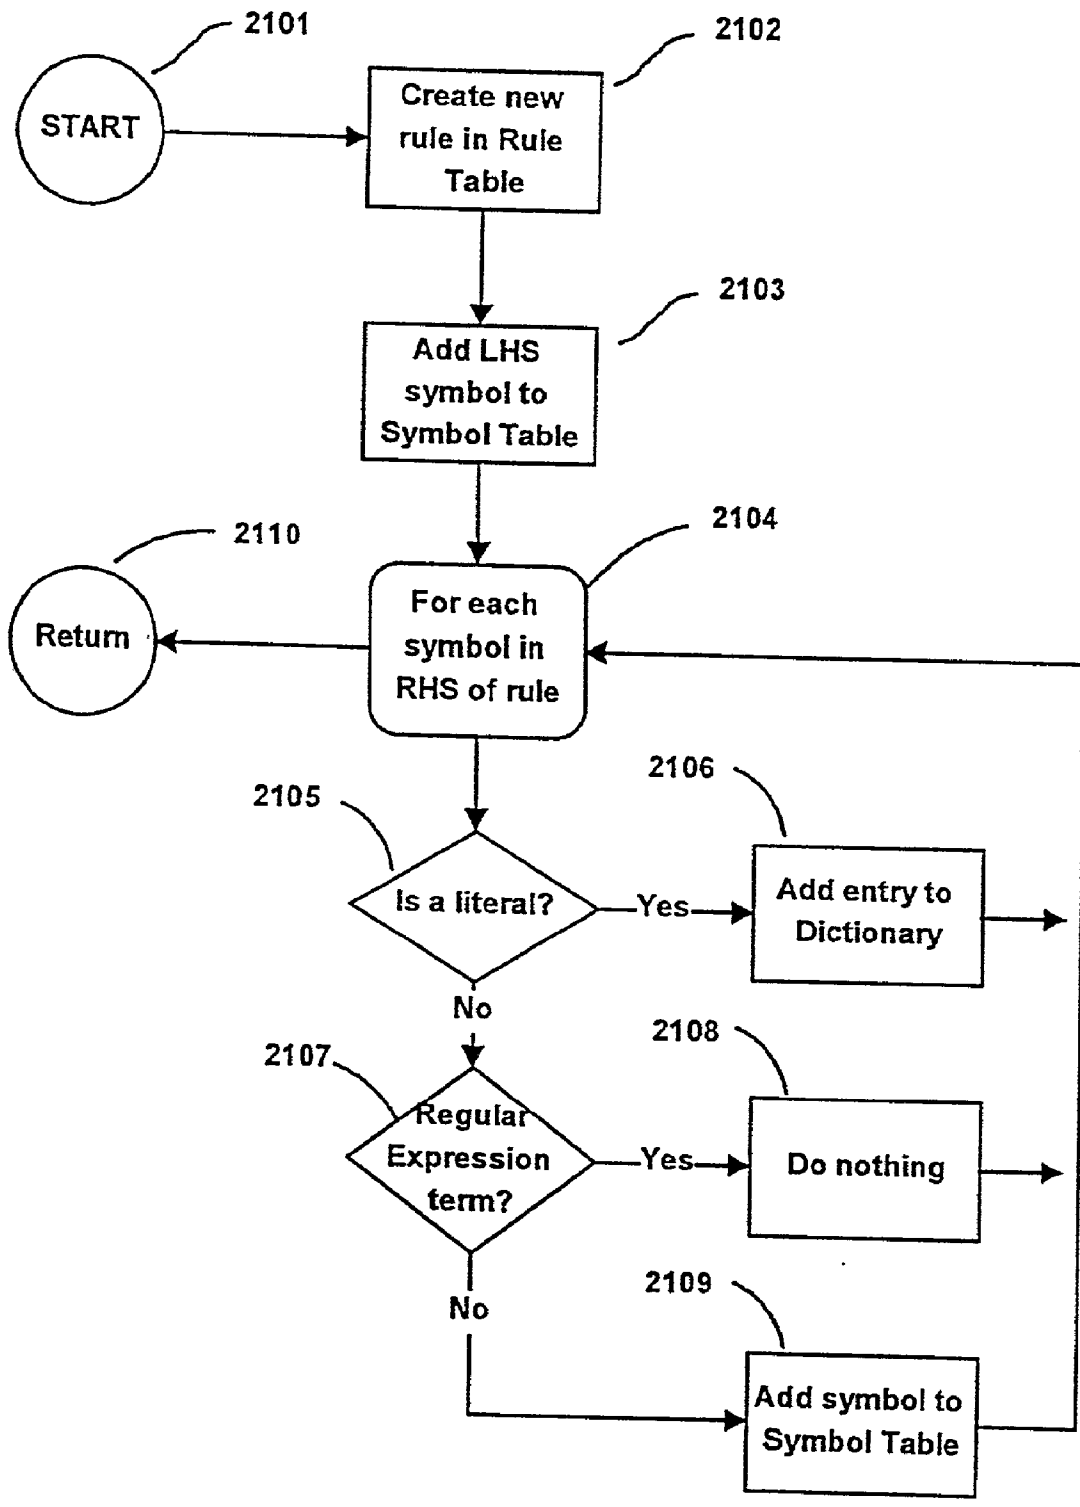 2101
START
2102
Create new
rule in Rule
Table
2103
Add LHS
symbol to
Symbol Table
2110
Return
2104
For each
symbol in
RHS of rule
2105
Is a literal?
Yes
2106
Add entry to
Dictionary
No
2107
Regular
Expression
term?
Yes
2108
Do nothing
No
2109
Add symbol to
Symbol Table